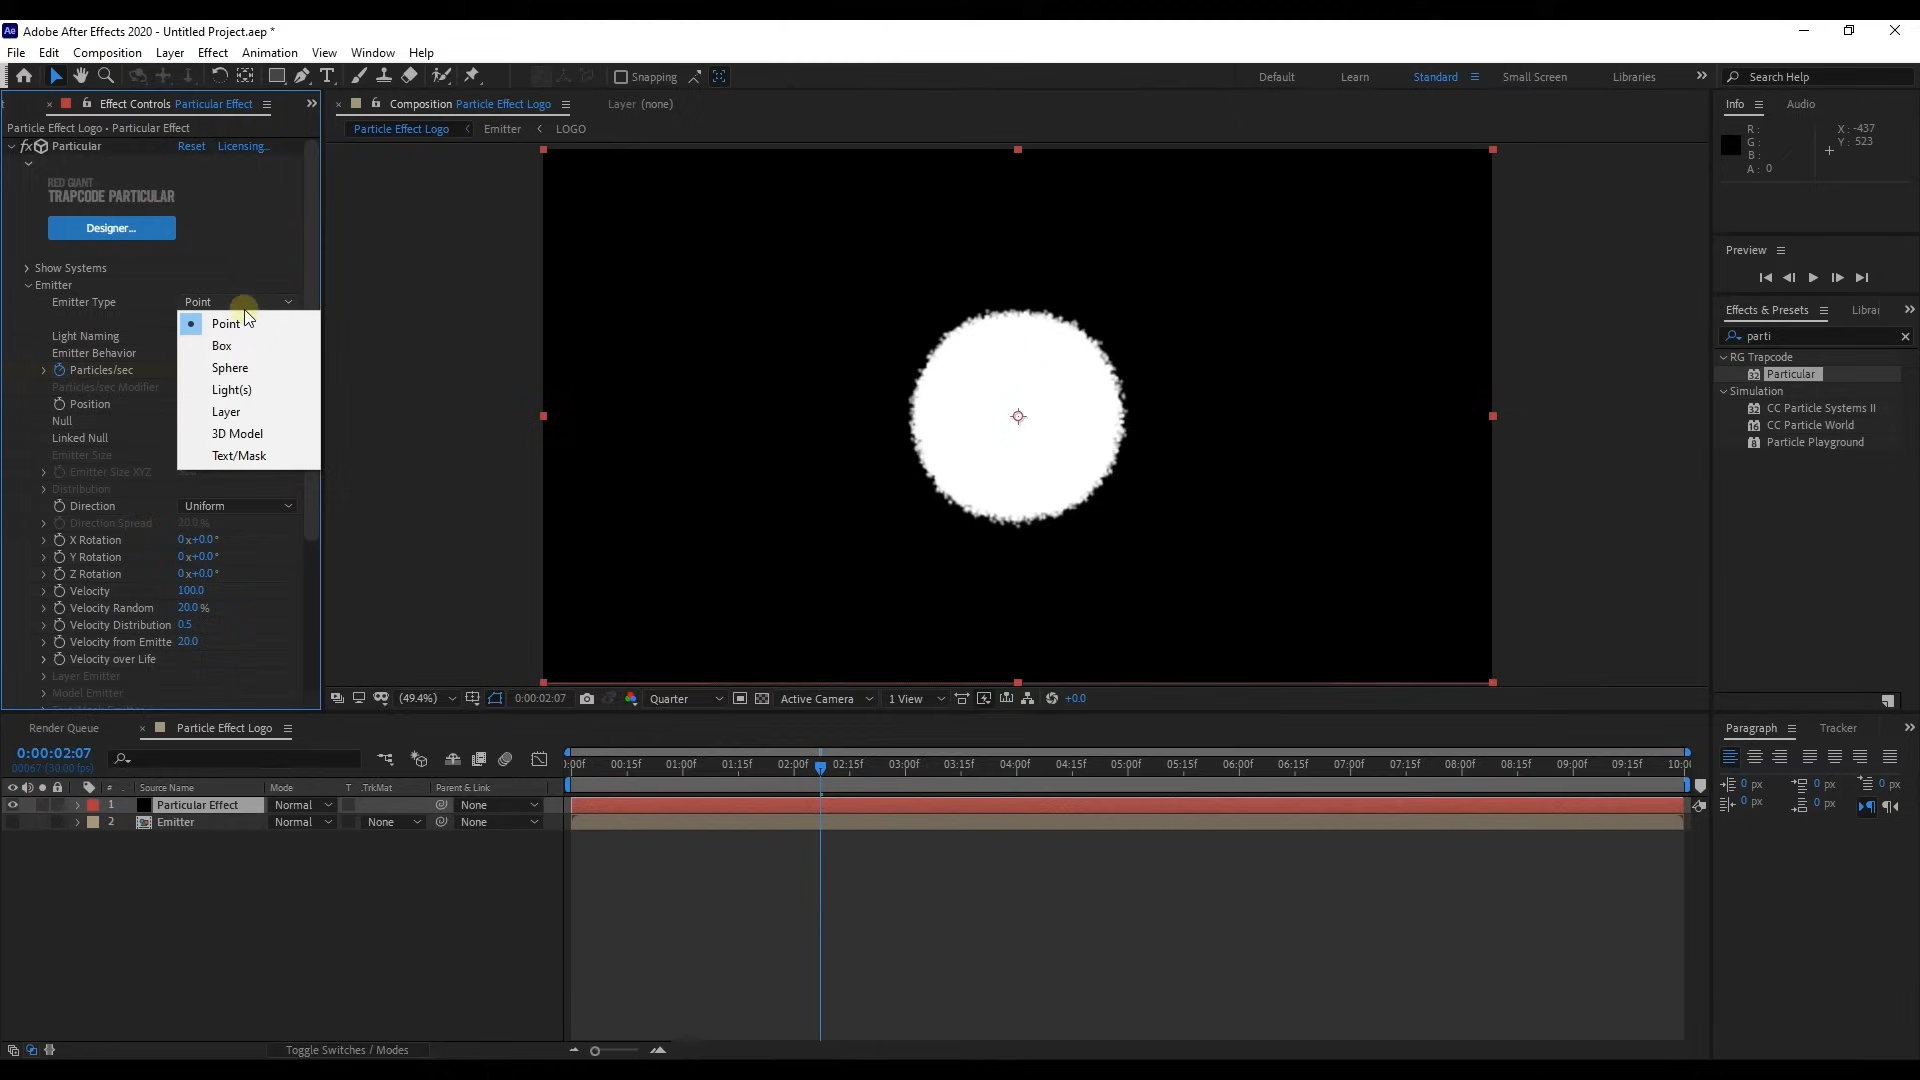 Ae Adobe After Effects 2020 - Untitled Project.aep *
File Edit Composition Layer Effect Animation View Window Help
Snapping Default Learn Standard Small Screen Libraries Search Help
Effect Controls Particular Effect
Particle Effect Logo • Particular Effect
fx Particular Reset Licensing...
RED GIANT
TRAPCODE PARTICULAR
Designer...
Show Systems
Emitter
Emitter Type Point
Light Naming
Emitter Behavior
Particles/sec
Particles/sec Modifier
Position
Null
Linked Null
Emitter Size
Emitter Size XYZ
Distribution
Direction Uniform
Direction Spread 20.0 %
X Rotation 0x+0.0°
Y Rotation 0x+0.0°
Z Rotation 0x+0.0°
Velocity 100.0
Velocity Random 20.0 %
Velocity Distribution 0.5
Velocity from Emitte 20.0
Velocity over Life
Layer Emitter
Model Emitter
Point
Box
Sphere
Light(s)
Layer
3D Model
Text/Mask
Composition Particle Effect Logo Layer (none)
Particle Effect Logo Emitter LOGO
(49.4%) 0:00:02:07 Quarter Active Camera 1 View +0.0
Info Audio
R: X: -437
G: Y: 523
B:
A: 0
Preview
Effects & Presets Librar
parti
RG Trapcode
32 Particular
Simulation
32 CC Particle Systems II
16 CC Particle World
8 Particle Playground
Render Queue Particle Effect Logo
0:00:02:07
00067 (30.00 fps)
# Source Name Mode T .TrkMat Parent & Link
1 Particular Effect Normal None
2 Emitter Normal None None
):00f 00:15f 01:00f 01:15f 02:00f 02:15f 03:00f 03:15f 04:00f 04:15f 05:00f 05:15f 06:00f 06:15f 07:00f 07:15f 08:00f 08:15f 09:00f 09:15f 10:00
Toggle Switches / Modes
Paragraph Tracker
0 px 0 px 0 px
0 px 0 px